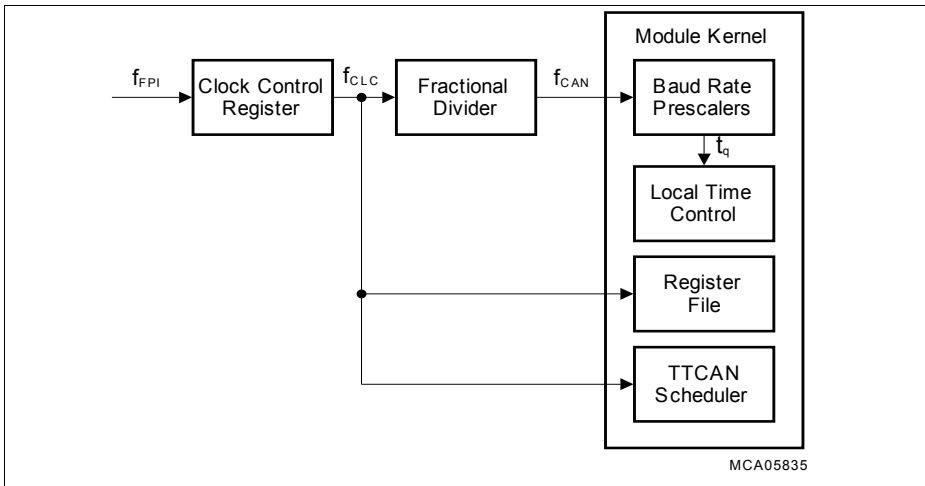 Module Kernel
fFPI
Clock Control
Register
fCLC
Fractional
Divider
fCAN
Baud Rate
Prescalers
tq
Local Time
Control
Register
File
TTCAN
Scheduler
MCA05835